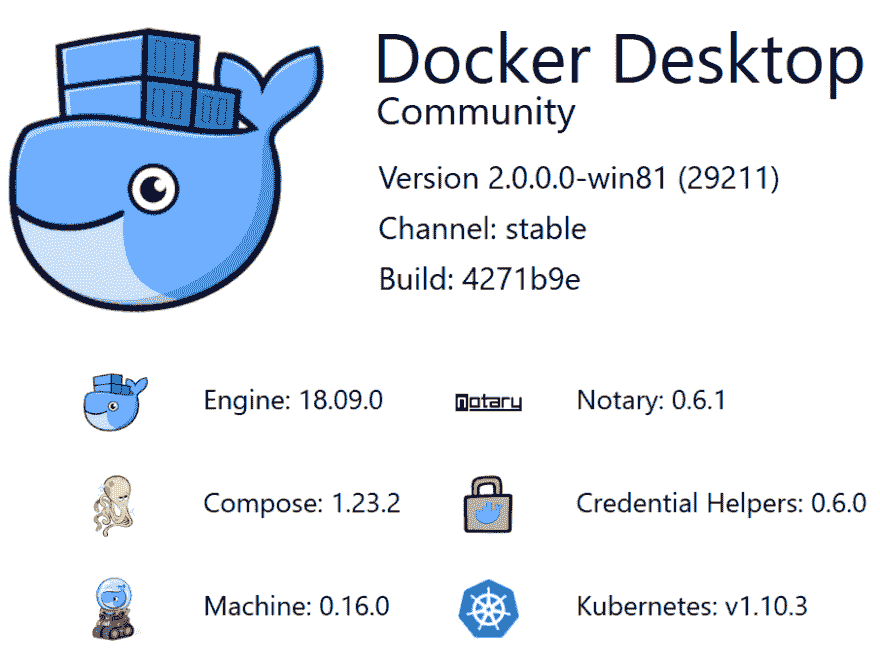 Docker Desktop
Community
Version 2.0.0.0-win81 (29211)
Channel: stable
Build: 4271b9e
Engine: 18.09.0
notary
Notary: 0.6.1
Compose: 1.23.2
Credential Helpers: 0.6.0
Machine: 0.16.0
Kubernetes: v1.10.3